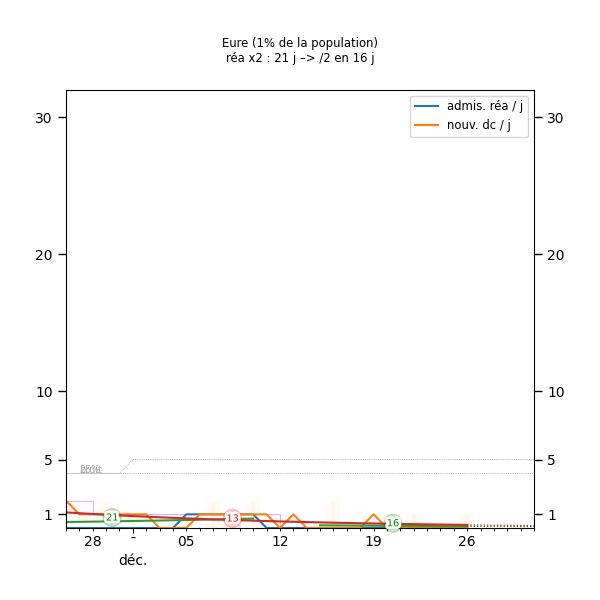 Eure (1% de la population)
réa x2 : 21 j –> /2 en 16 j
admis. réa / j
nouv. dc / j
30 30
20 20
10 10
5 5
25%
21 13 16
1 1
28 - 05 12 19 26
déc.